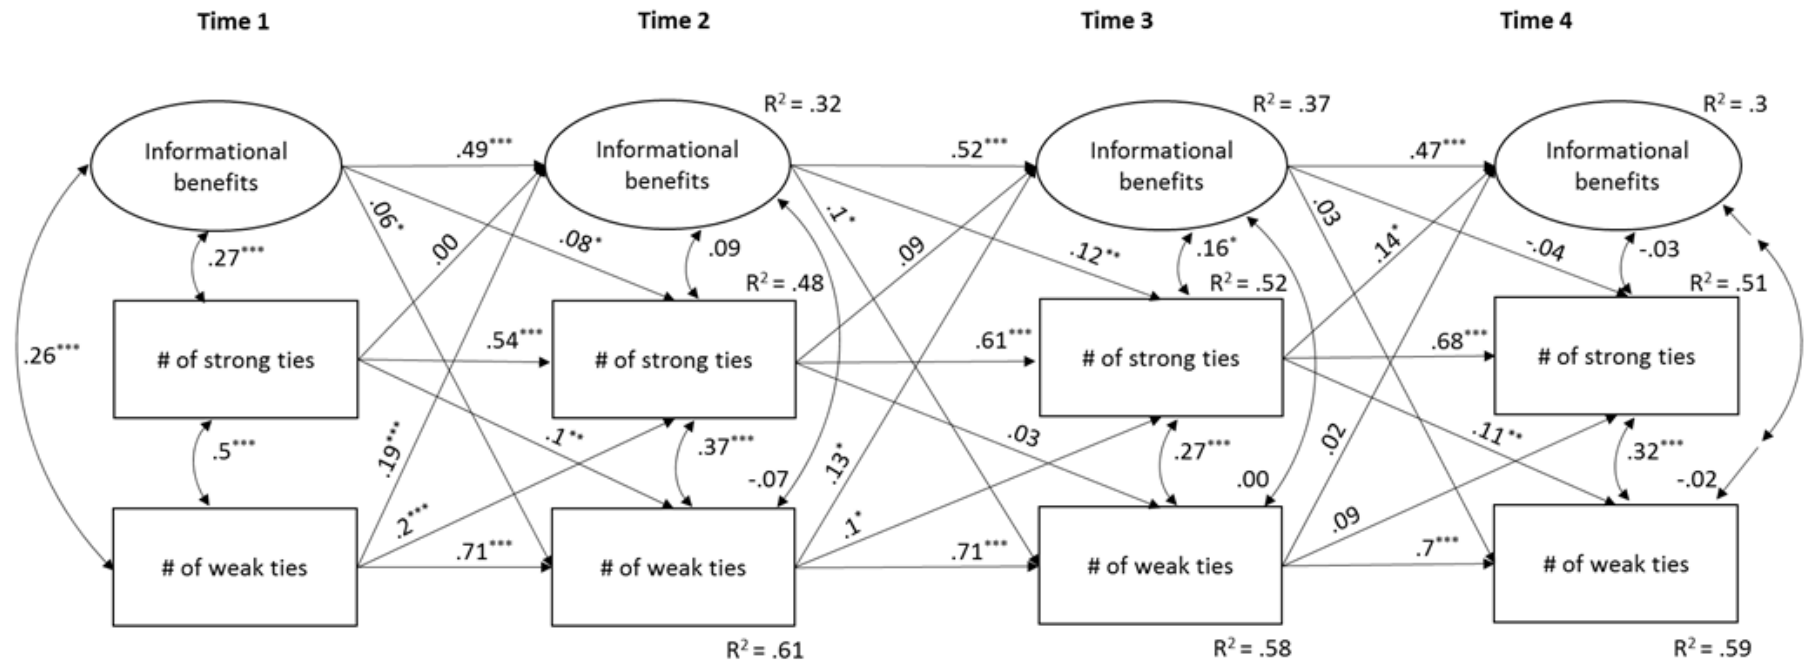 Time 1
Time 2
Time 3
Time 4
R² = .32
R² = .37
R² = .3
Informational
benefits
.49***
Informational
benefits
.52***
Informational
benefits
.47***
Informational
benefits
.06*
.00
.08*
.1*
.09
.12**
.03
.14*
-.04
.27***
.09
.16*
-.03
R² = .48
R² = .52
R² = .51
.26***
# of strong ties
.54***
# of strong ties
.61***
# of strong ties
.68***
# of strong ties
.5***
.19***
.1**
.37***
-.07
.13*
.03
.27***
.00
.02
.11**
.32***
-.02
.2***
.1*
.09
# of weak ties
.71***
# of weak ties
.71***
# of weak ties
.7***
# of weak ties
R² = .61
R² = .58
R² = .59